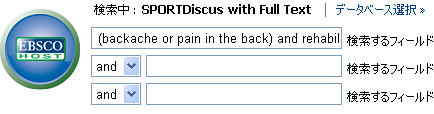 検索中 : SPORTDiscus with Full Text | データベース選択 »
EBSCO
HOST
(backache or pain in the back) and rehabil 検索するフィールド
and 検索するフィールド
and 検索するフィールド